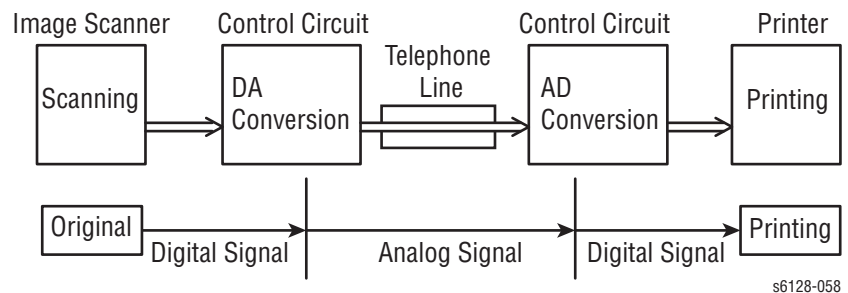 Image Scanner
Control Circuit
Control Circuit
Printer
Telephone
Line
Scanning
DA
Conversion
AD
Conversion
Printing
Original
Digital Signal
Analog Signal
Digital Signal
Printing
s6128-058